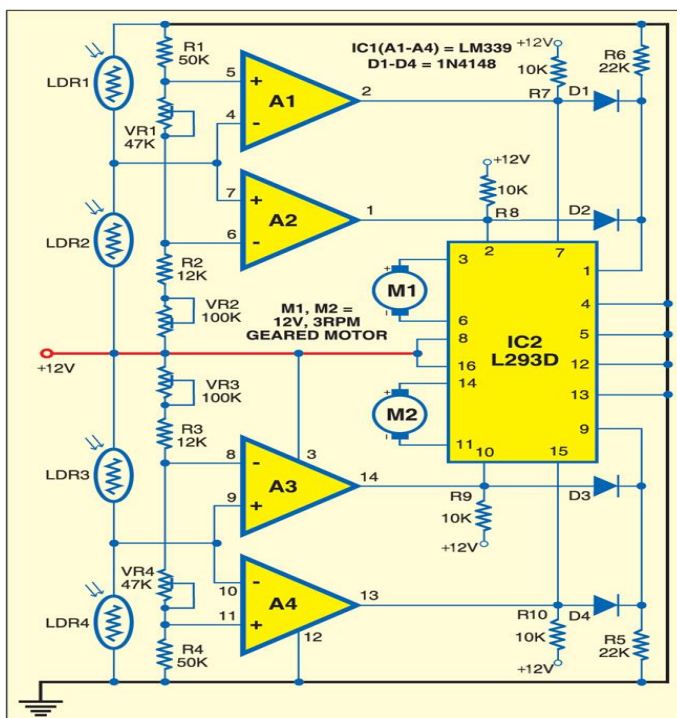 R1
50K
LDR1
VR1
47K
5
+
4
-
A1
2
IC1(A1-A4) = LM339
D1-D4 = 1N4148
+12V
10K
R7
D1
R6
22K
7
+
6
-
A2
1
+12V
10K
R8
D2
LDR2
R2
12K
VR2
100K
M1, M2 =
12V, 3RPM
GEARED MOTOR
+
M1
-
+
M2
-
3
6
8
16
14
11
2
7
1
4
5
12
13
9
10
15
IC2
L293D
+12V
VR3
100K
R3
12K
LDR3
8
-
9
+
A3
3
14
R9
10K
+12V
D3
VR4
47K
LDR4
10
-
11
+
A4
12
13
R4
50K
R10
10K
+12V
D4
R5
22K